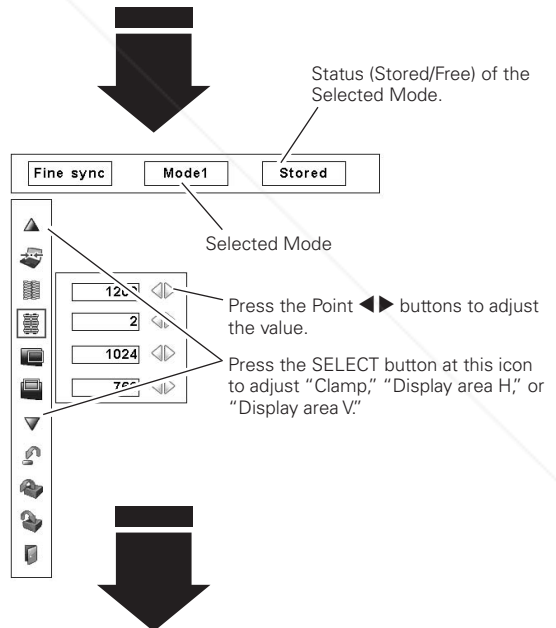 Status (Stored/Free) of the
Selected Mode.
Fine sync
Mode1
Stored
Selected Mode
2
1024
Press the Point ◀▶ buttons to adjust
the value.
Press the SELECT button at this icon
to adjust “Clamp,” “Display area H,” or
“Display area V.”